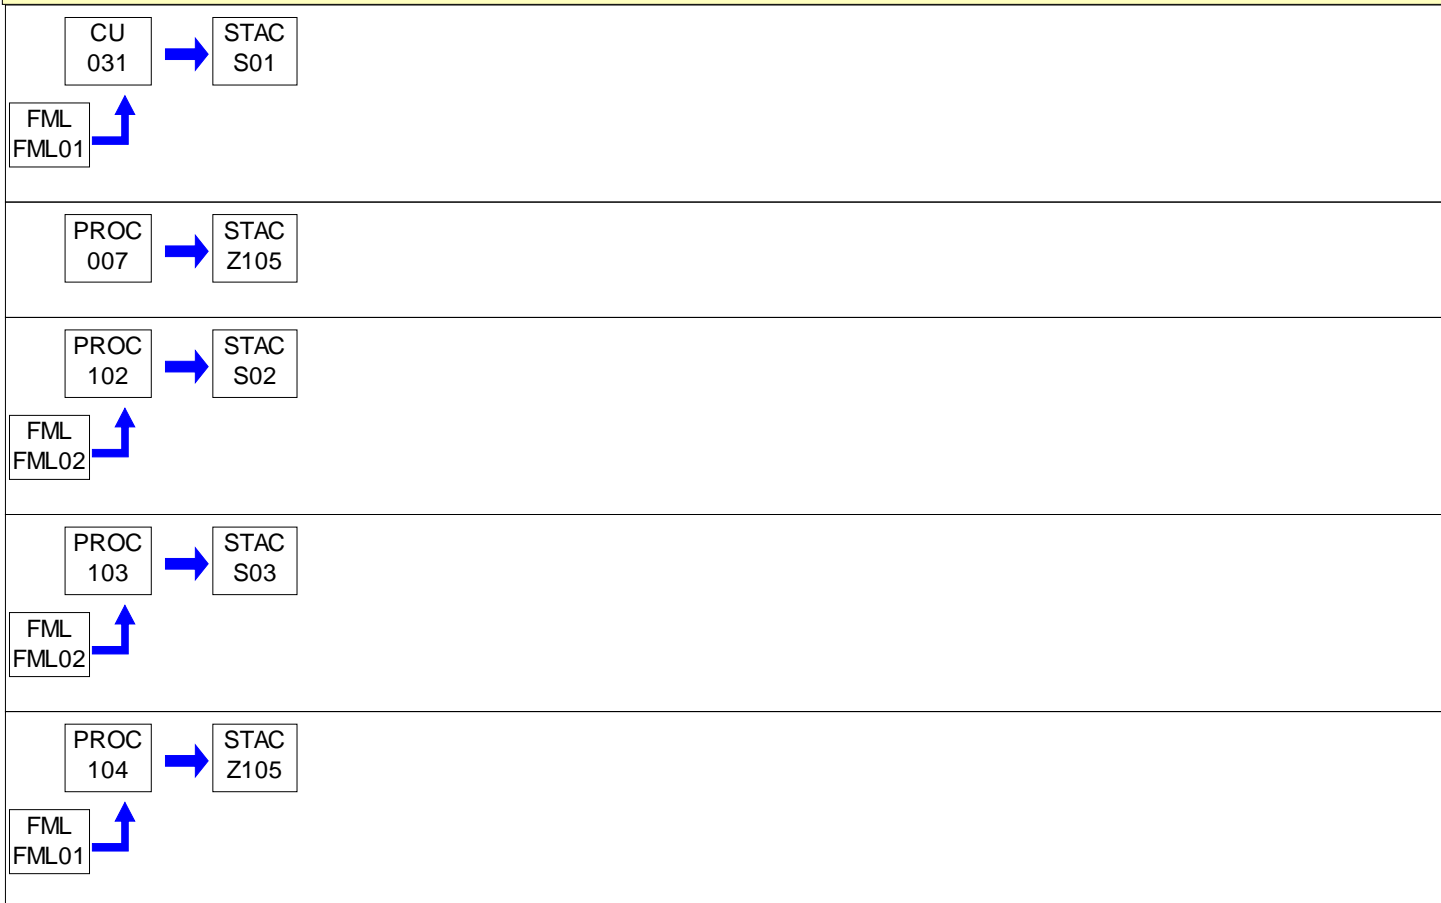 CU
031
STAC
S01
FML
FML01
PROC
007
STAC
Z105
PROC
102
STAC
S02
FML
FML02
PROC
103
STAC
S03
FML
FML02
PROC
104
STAC
Z105
FML
FML01